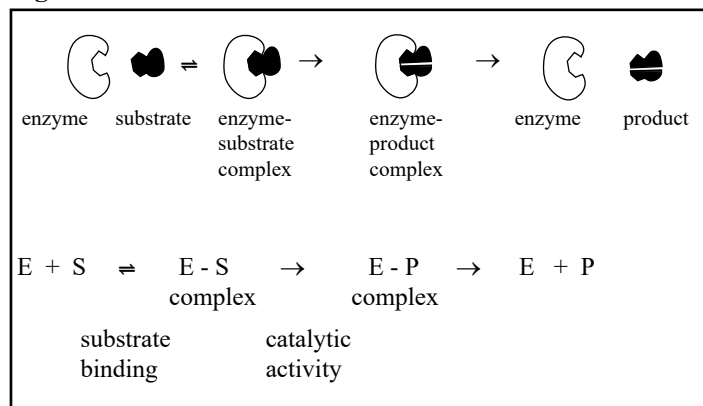 enzyme substrate enzyme- enzyme- enzyme product
substrate product
complex complex
E + S ⇌ E - S → E - P → E + P
complex complex
substrate catalytic
binding activity